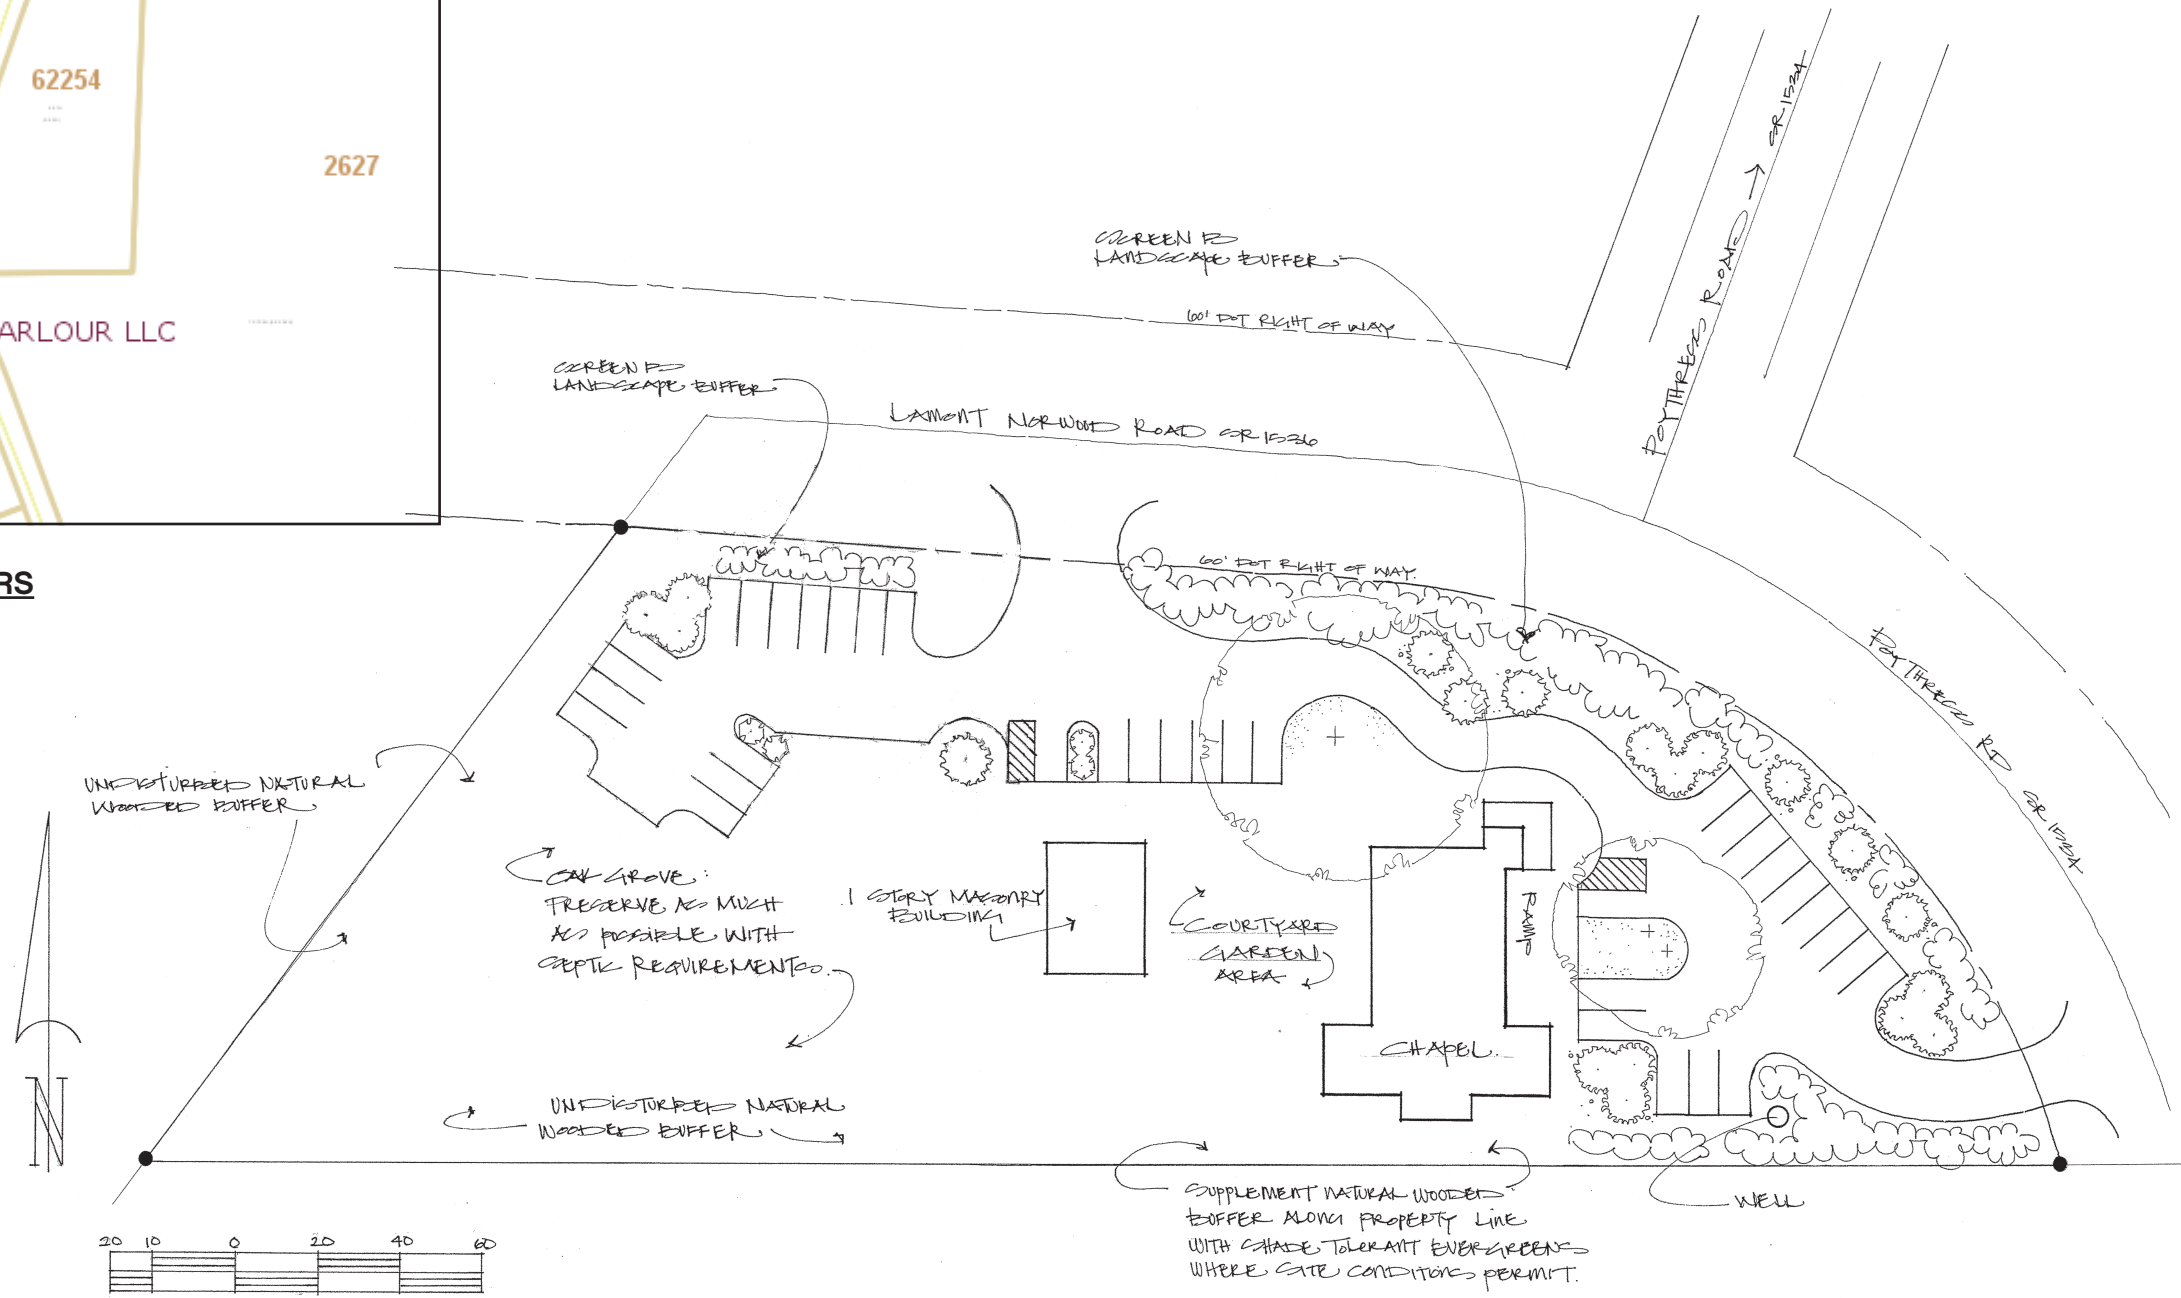 62254
2627
ARLOUR LLC
RS
SCREEN B
LANDSCAPE BUFFER
60' DOT RIGHT OF WAY
POYTHRESS ROAD → SR 1534
SCREEN B
LANDSCAPE BUFFER
LAMONT NORWOOD ROAD SR 1536
60' DOT RIGHT OF WAY
POYTHRESS RD SR 1534
UNDISTURBED NATURAL
WOODED BUFFER
OAK GROVE:
PRESERVE AS MUCH
AS POSSIBLE WITH
SEPTIC REQUIREMENTS.
1 STORY MASONRY
BUILDING
COURTYARD
GARDEN
AREA
RAMP
CHAPEL
UNDISTURBED NATURAL
WOODED BUFFER
N
SUPPLEMENT NATURAL WOODED
BUFFER ALONG PROPERTY LINE
WITH SHADE TOLERANT EVERGREENS
WHERE SITE CONDITIONS PERMIT.
WELL
20 10 0 20 40 60